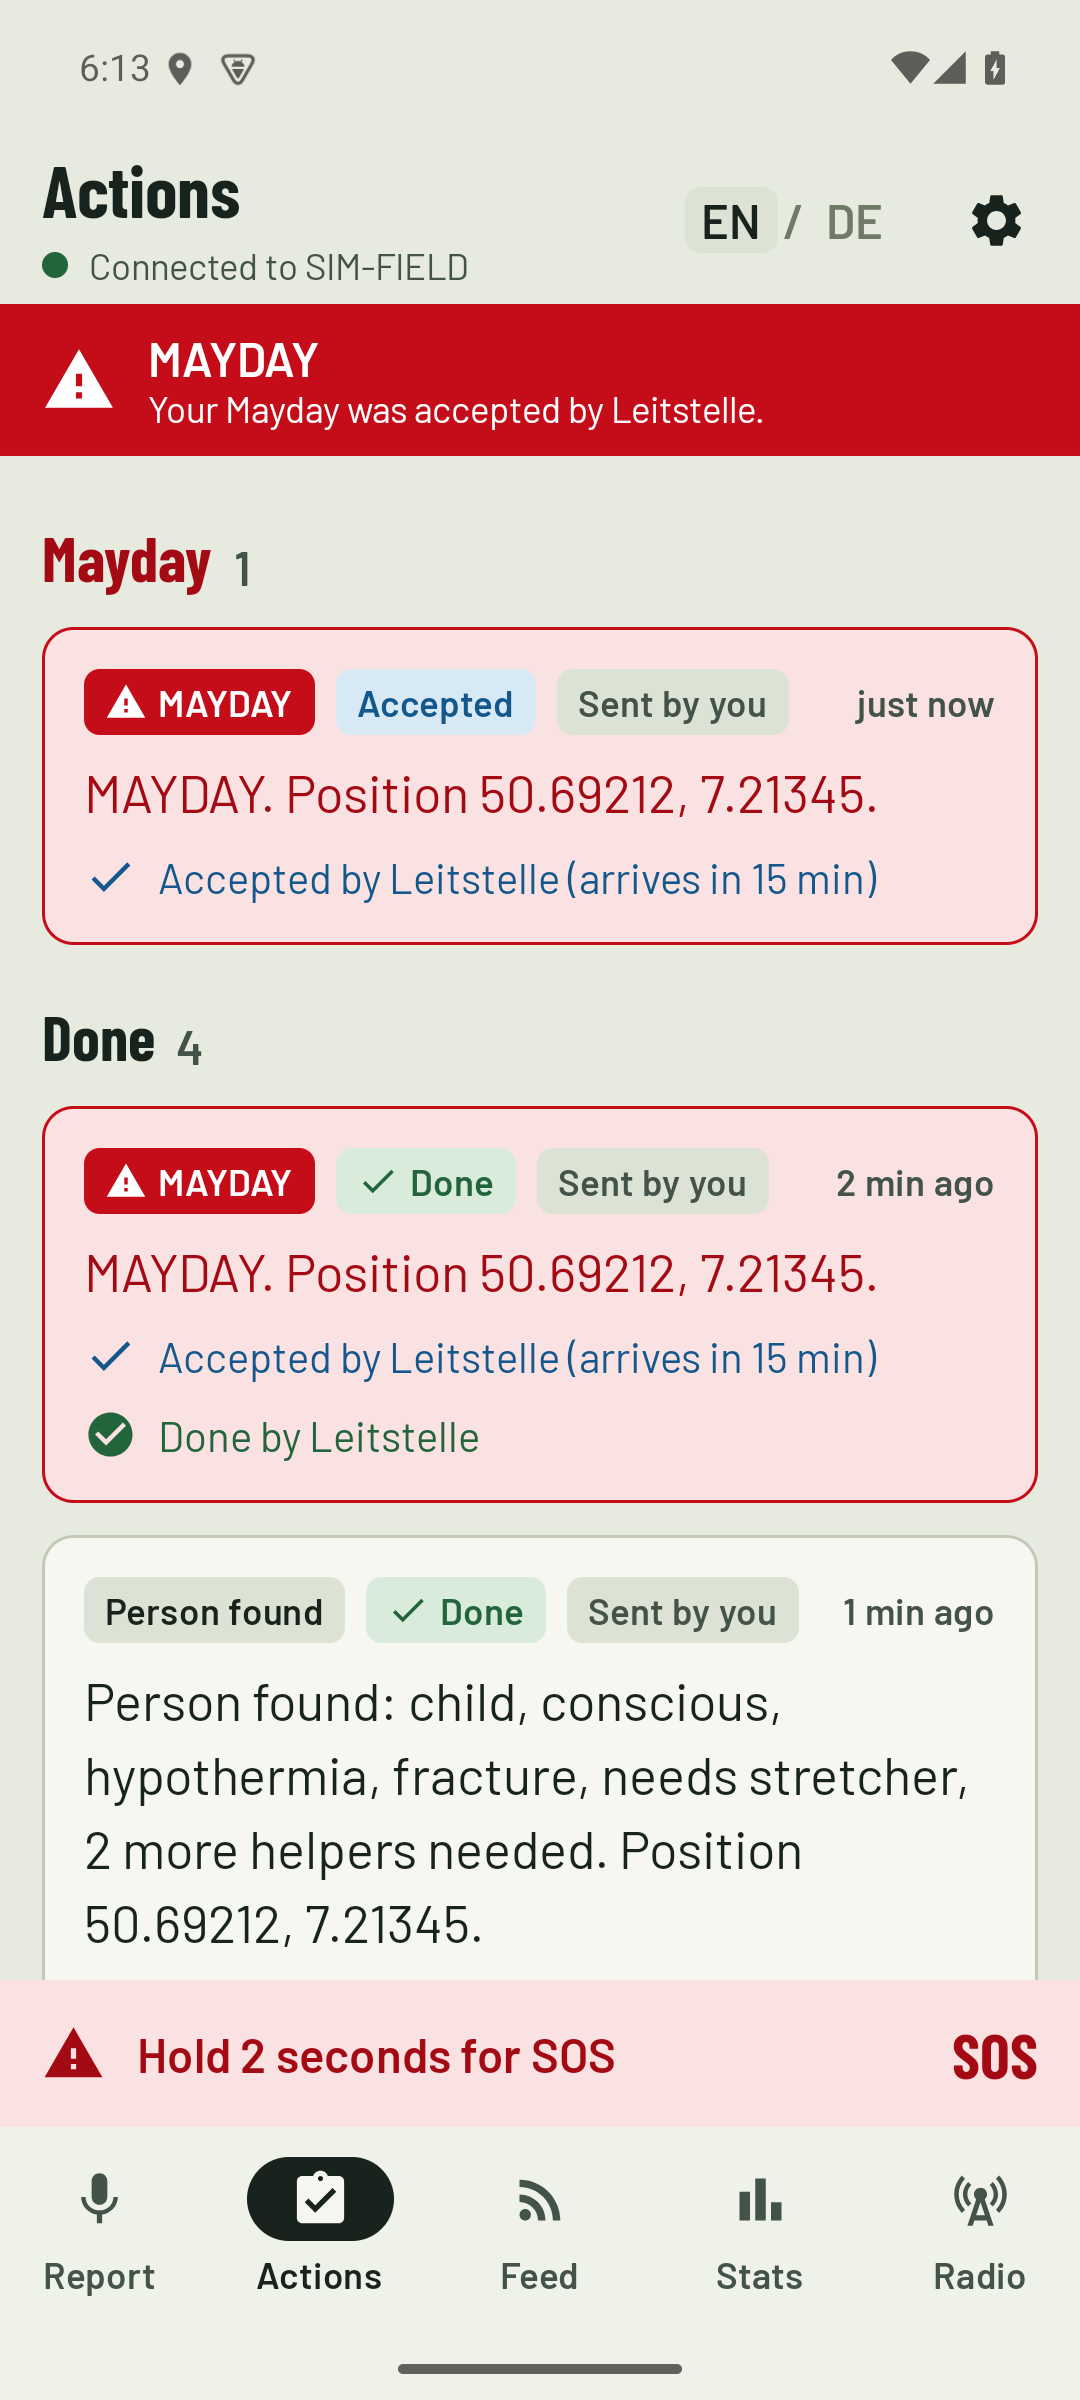 6:13
Actions
EN / DE
Connected to SIM-FIELD
MAYDAY
Your Mayday was accepted by Leitstelle.
Mayday 1
MAYDAY Accepted Sent by you just now
MAYDAY. Position 50.69212, 7.21345.
Accepted by Leitstelle (arrives in 15 min)
Done 4
MAYDAY Done Sent by you 2 min ago
MAYDAY. Position 50.69212, 7.21345.
Accepted by Leitstelle (arrives in 15 min)
Done by Leitstelle
Person found Done Sent by you 1 min ago
Person found: child, conscious,
hypothermia, fracture, needs stretcher,
2 more helpers needed. Position
50.69212, 7.21345.
Hold 2 seconds for SOS SOS
Report Actions Feed Stats Radio